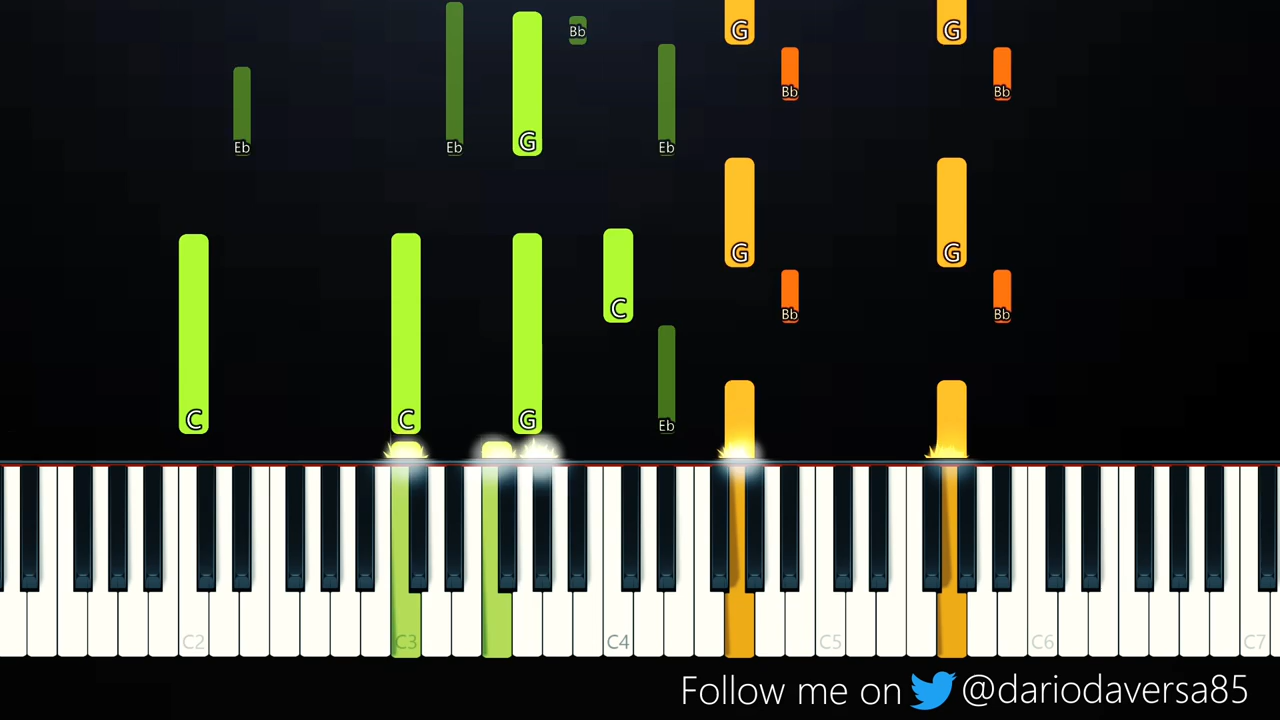 G G
Bb
Bb Bb
G
Eb Eb Eb
G G
C
Bb Bb
C C G
Eb
C2 C3 C4 C5 C6 C7
Follow me on @dariodaversa85